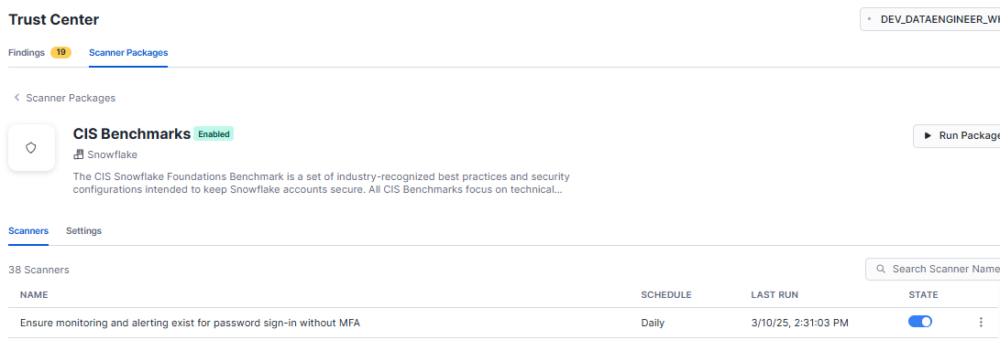 Trust Center
DEV_DATAENGINEER_WH
Findings 19 Scanner Packages
Scanner Packages
CIS Benchmarks Enabled
Run Package
Snowflake
The CIS Snowflake Foundations Benchmark is a set of industry-recognized best practices and security
configurations intended to keep Snowflake accounts secure. All CIS Benchmarks focus on technical...
Scanners Settings
38 Scanners
Search Scanner Name
NAME SCHEDULE LAST RUN STATE
Ensure monitoring and alerting exist for password sign-in without MFA Daily 3/10/25, 2:31:03 PM